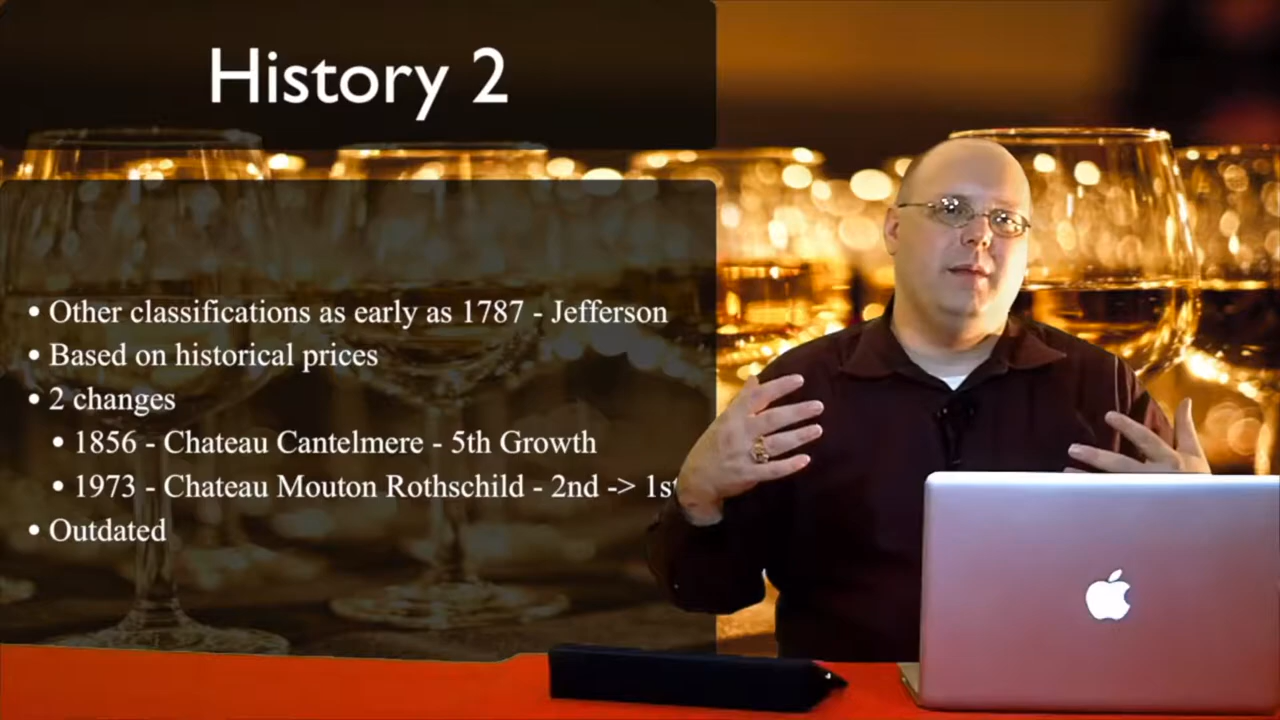 History 2
• Other classifications as early as 1787 - Jefferson
• Based on historical prices
• 2 changes
• 1856 - Chateau Cantelmere - 5th Growth
• 1973 - Chateau Mouton Rothschild - 2nd -> 1st
• Outdated